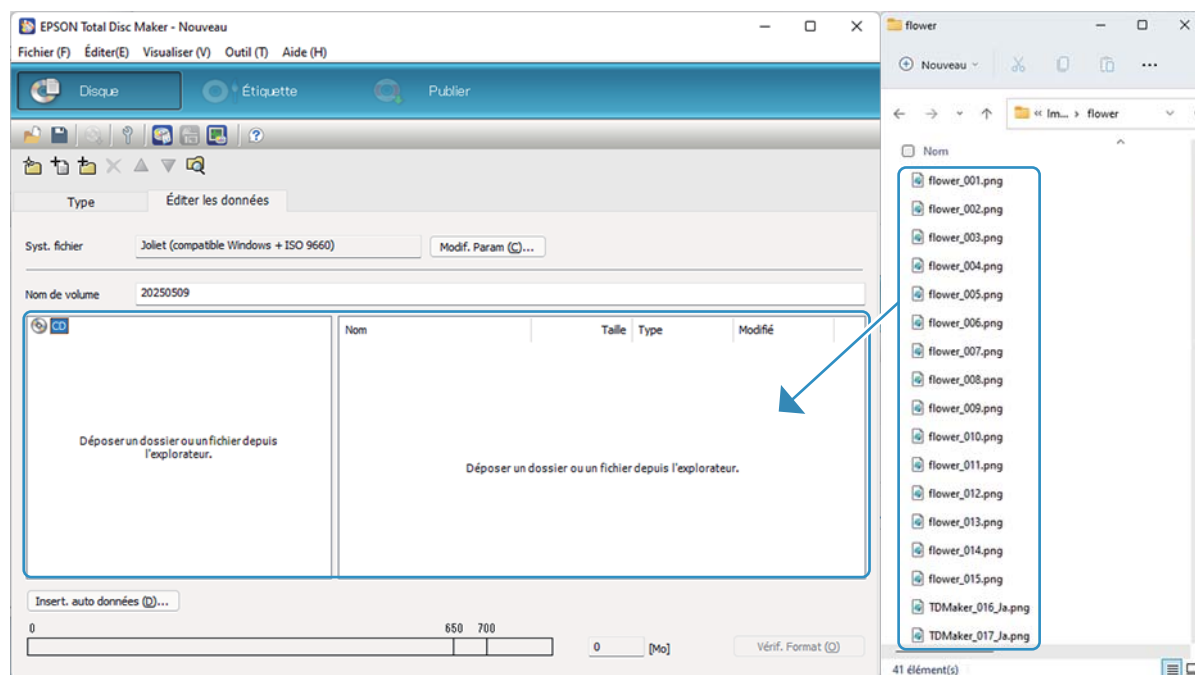 EPSON Total Disc Maker - Nouveau
Fichier (F) Éditer(E) Visualiser (V) Outil (T) Aide (H)
Disque Étiquette Publier
Type Éditer les données
Syst. fichier Joliet (compatible Windows + ISO 9660) Modif. Param (C)...
Nom de volume 20250509
CD
Nom Taille Type Modifié
Déposer un dossier ou un fichier depuis
l'explorateur.
Déposer un dossier ou un fichier depuis l'explorateur.
Insert. auto données (D)...
0 650 700
0 [Mo] Vérif. Format (O)
flower
Nouveau
« Im... > flower
Nom
flower_001.png
flower_002.png
flower_003.png
flower_004.png
flower_005.png
flower_006.png
flower_007.png
flower_008.png
flower_009.png
flower_010.png
flower_011.png
flower_012.png
flower_013.png
flower_014.png
flower_015.png
TDMaker_016_Ja.png
TDMaker_017_Ja.png
41 élément(s)